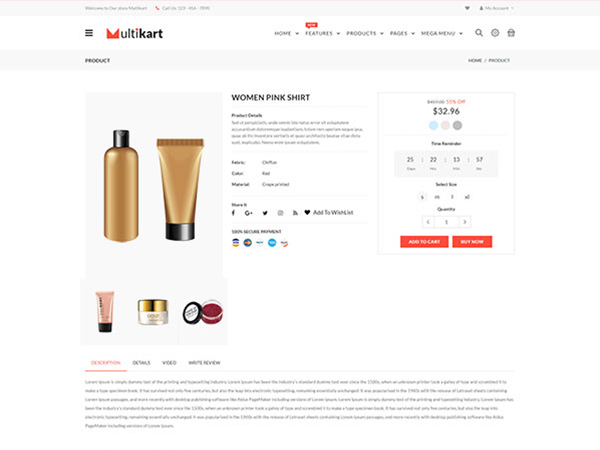 Welcome to Our store Multikart
Call Us: 123 - 456 - 7890
My Account
Multikart
HOME
NEW
FEATURES
PRODUCTS
PAGES
MEGA MENU
PRODUCT
HOME / PRODUCT
WOMEN PINK SHIRT
Product Details
Sed ut perspiciatis unde omnis iste natus error sit voluptatem
accusantium doloremque laudantium, totam rem aperiam eaque ipsa,
quae ab illo inventore veritatis et quasi architecto beatae vitae dicta
sunt, explicabo. Nemo enim ipsam voluptatem,
Fabric: Chiffon
Color: Red
Material: Crepe printed
Share It
Add To WishList
100% SECURE PAYMENT
55% Off
$32.96
Time Reminder
25 : 22 : 13 : 57
Days Hrs Min Sec
Select Size
s m l xl
Quantity
1
ADD TO CART
BUY NOW
DESCRIPTION
DETAILS
VIDEO
WRITE REVIEW
Lorem Ipsum is simply dummy text of the printing and typesetting industry. Lorem Ipsum has been the industry's standard dummy text ever since the 1500s, when an unknown printer took a galley of type and scrambled it to
make a type specimen book. It has survived not only five centuries, but also the leap into electronic typesetting, remaining essentially unchanged. It was popularised in the 1960s with the release of Letraset sheets containing
Lorem Ipsum passages, and more recently with desktop publishing software like Aldus PageMaker including versions of Lorem Ipsum. Lorem Ipsum is simply dummy text of the printing and typesetting industry. Lorem Ipsum has
been the industry's standard dummy text ever since the 1500s, when an unknown printer took a galley of type and scrambled it to make a type specimen book. It has survived not only five centuries, but also the leap into
electronic typesetting, remaining essentially unchanged. It was popularised in the 1960s with the release of Letraset sheets containing Lorem Ipsum passages, and more recently with desktop publishing software like Aldus
PageMaker including versions of Lorem Ipsum.